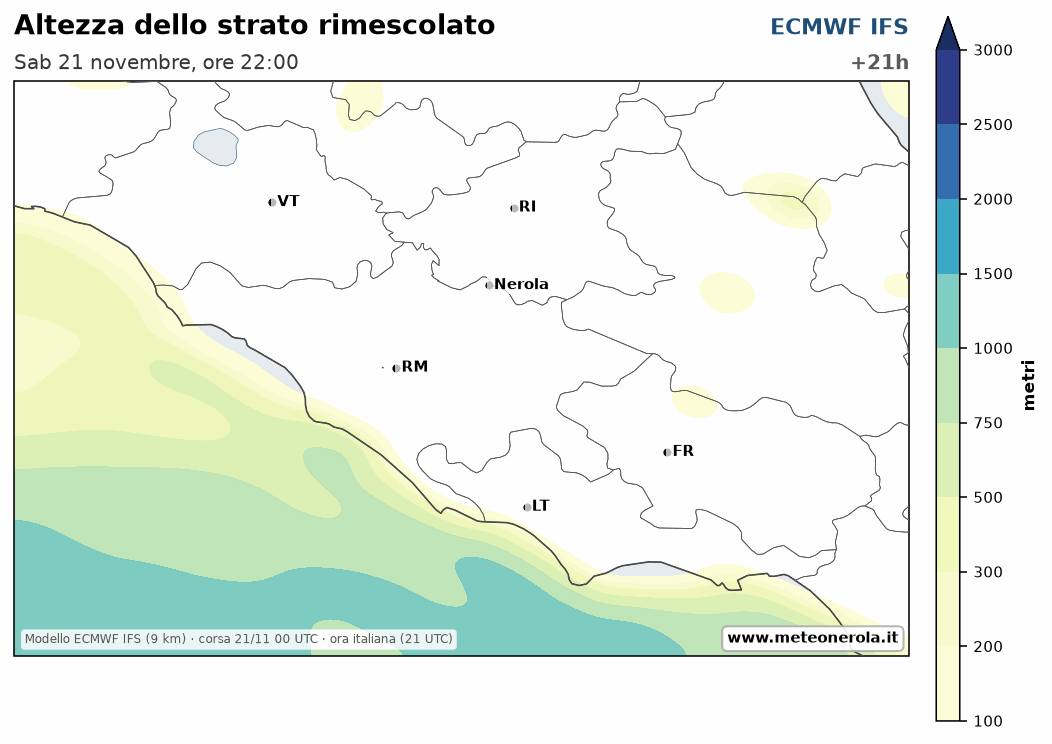 Altezza dello strato rimescolato
ECMWF IFS
Sab 21 novembre, ore 22:00
+21h
3000
2500
2000
1500
1000
750
500
300
200
100
metri
VT
RI
Nerola
RM
FR
LT
Modello ECMWF IFS (9 km) · corsa 21/11 00 UTC · ora italiana (21 UTC)
www.meteonerola.it